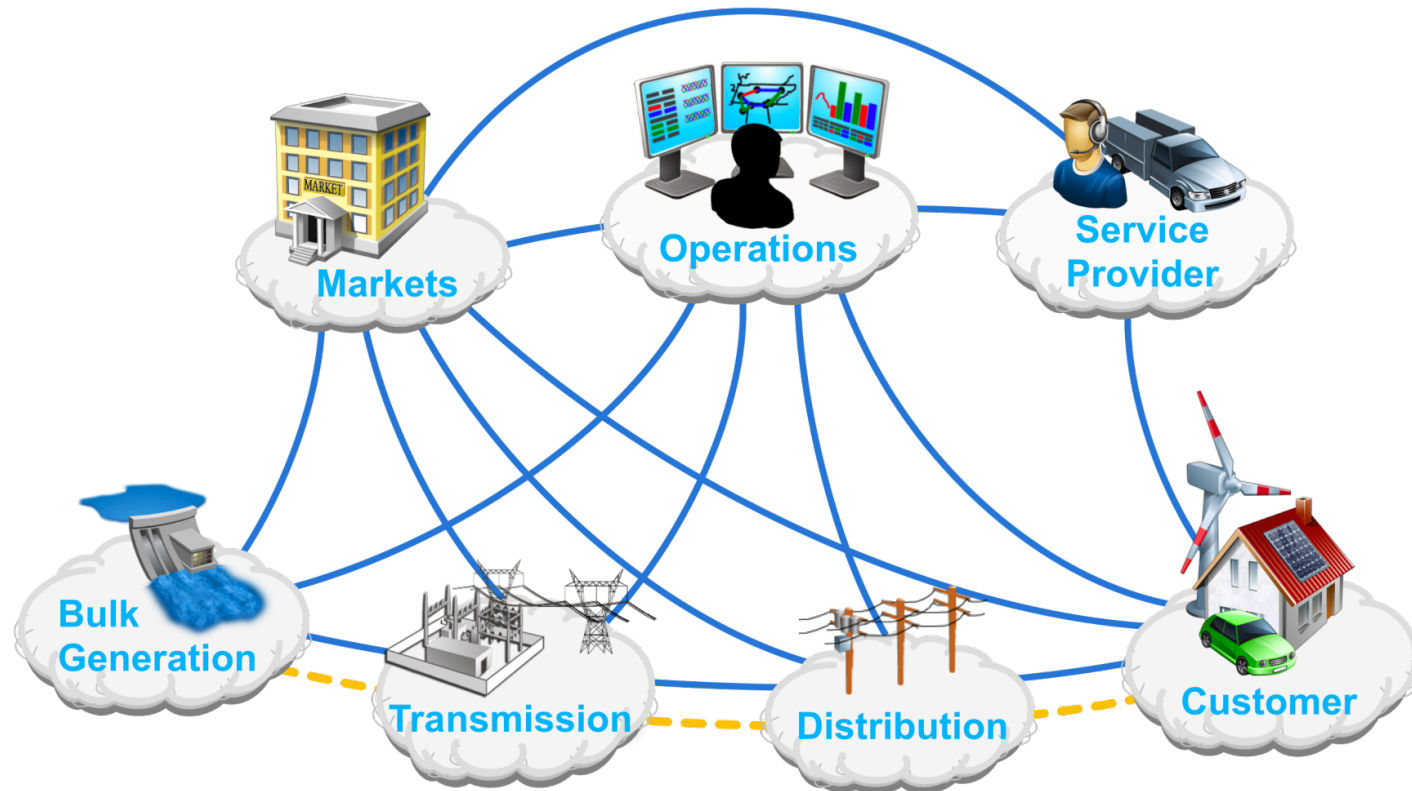 MARKET
Markets
Operations
Service
Provider
Bulk
Generation
Transmission
Distribution
Customer